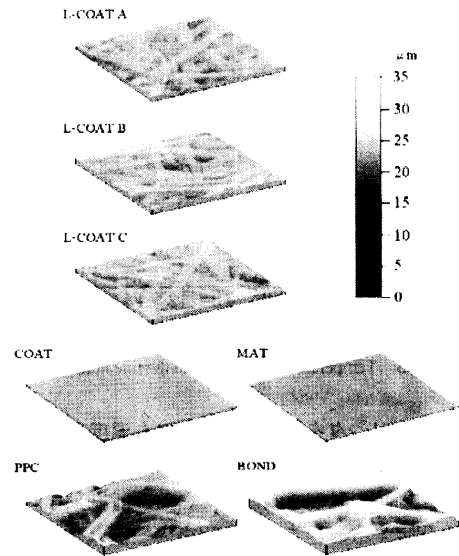 L-COAT A
µm
35
30
L-COAT B
25
20
15
L-COAT C
10
5
0
COAT
MAT
PPC
BOND